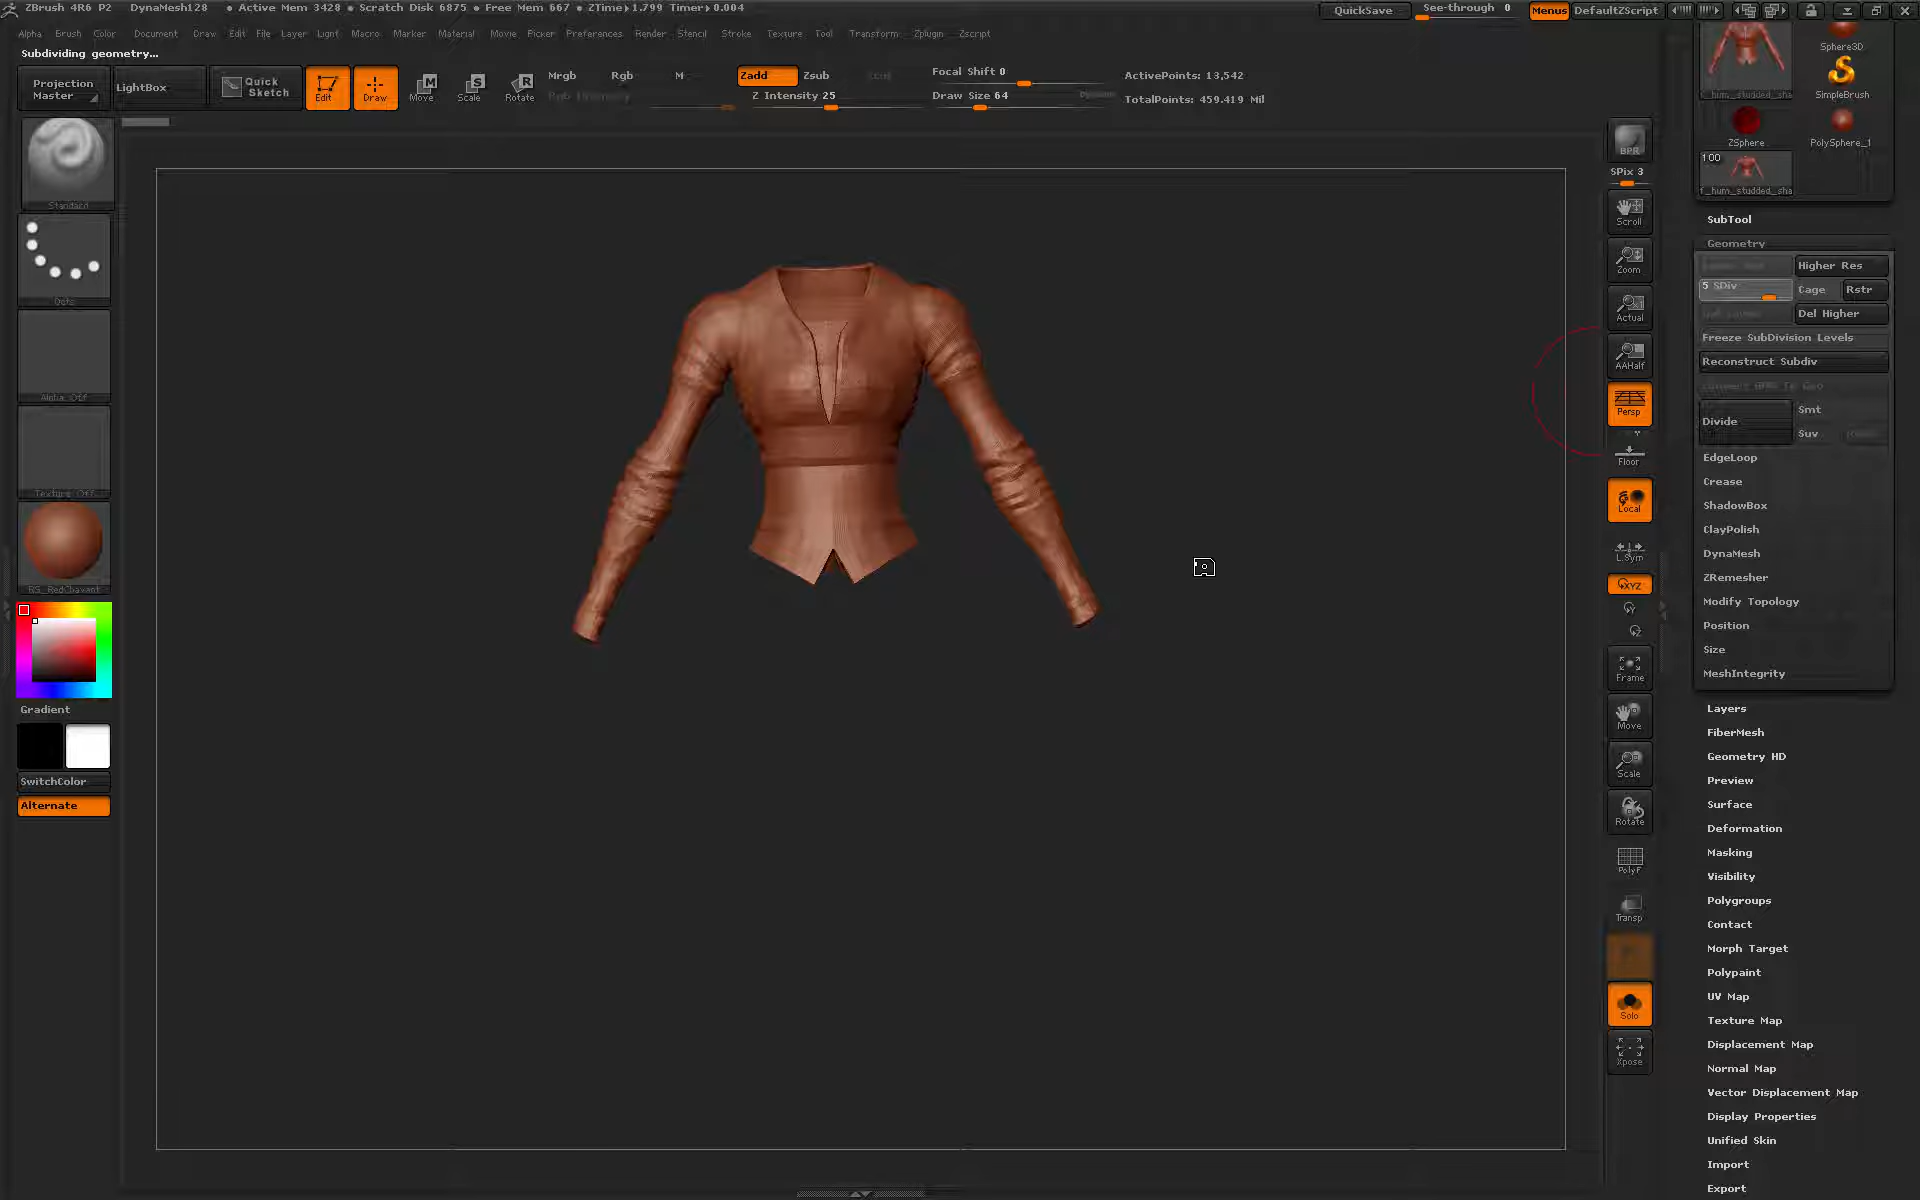 ZBrush 4R6 P2 DynaMesh128 • Active Mem 3428 • Scratch Disk 6875 • Free Mem 667 • ZTime▸1.799 Timer▸0.004
QuickSave See-through 0 Menus DefaultZScript
Alpha Brush Color Document Draw Edit File Layer Light Macro Marker Material Movie Picker Preferences Render Stencil Stroke Texture Tool Transform Zplugin Zscript
Subdividing geometry...
Projection Master
LightBox
Quick Sketch
Edit
Draw
Move
Scale
Rotate
Mrgb Rgb M
Rgb Intensity
Zadd Zsub
Z Intensity 25
Focal Shift 0
Draw Size 64
ActivePoints: 13,542
TotalPoints: 459.419 Mil
Standard
Dots
Alpha Off
Texture Off
Gradient
SwitchColor
Alternate
BPR
SPix 3
Scroll
Zoom
Actual
AAHalf
Persp
Floor
Local
L.Sym
XYZ
Frame
Move
Scale
Rotate
PolyF
Transp
Solo
Xpose
Sphere3D
SimpleBrush
ZSphere
PolySphere_1
SubTool
Geometry
Higher Res
5 SDiv
Cage Rstr
Del Higher
Freeze SubDivision Levels
Reconstruct Subdiv
Divide
Smt
Suv
EdgeLoop
Crease
ShadowBox
ClayPolish
DynaMesh
ZRemesher
Modify Topology
Position
Size
MeshIntegrity
Layers
FiberMesh
Geometry HD
Preview
Surface
Deformation
Masking
Visibility
Polygroups
Contact
Morph Target
Polypaint
UV Map
Texture Map
Displacement Map
Normal Map
Vector Displacement Map
Display Properties
Unified Skin
Import
Export